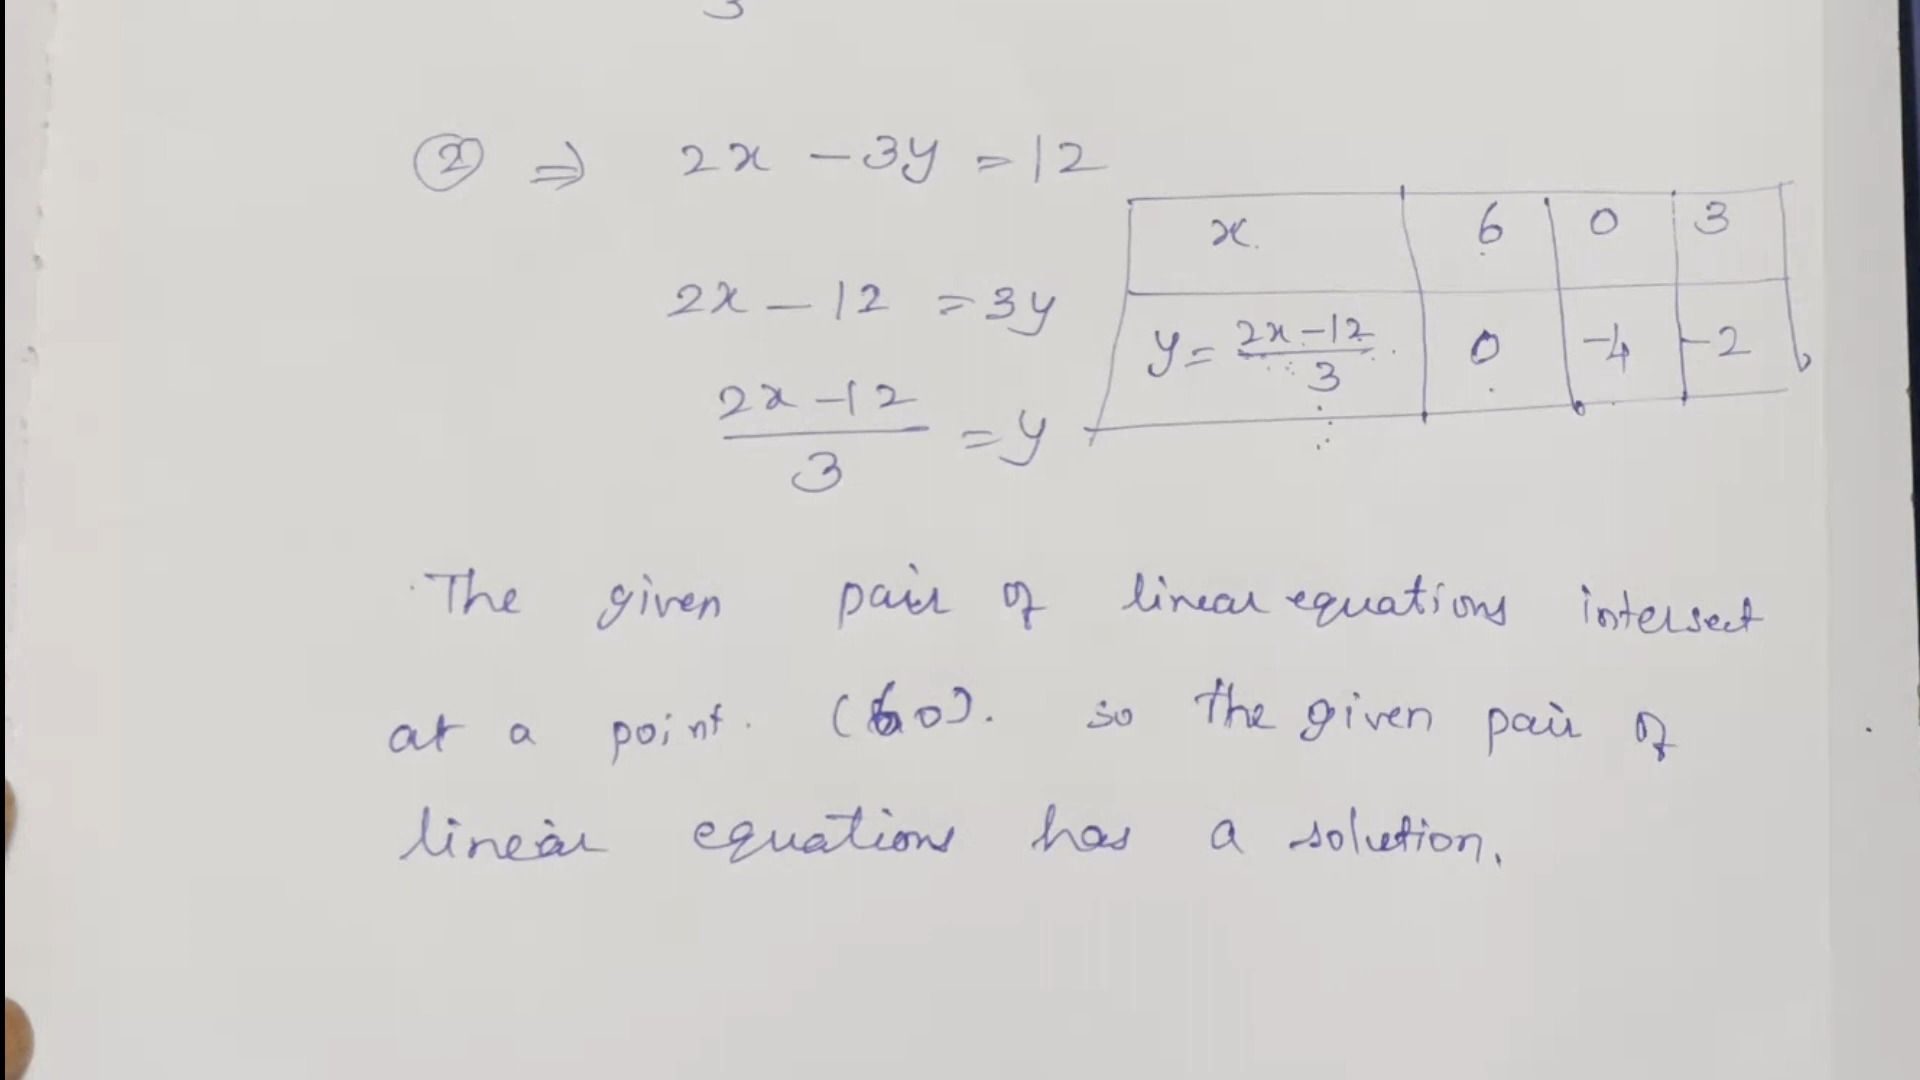 ② ⇒ 2x - 3y = 12
2x - 12 = 3y
2x - 12 / 3 = y
x 6 0 3
y = 2x - 12 / 3 0 -4 -2
The given pair of linear equations intersect
at a point. (6 0). so the given pair of
linear equations has a solution.